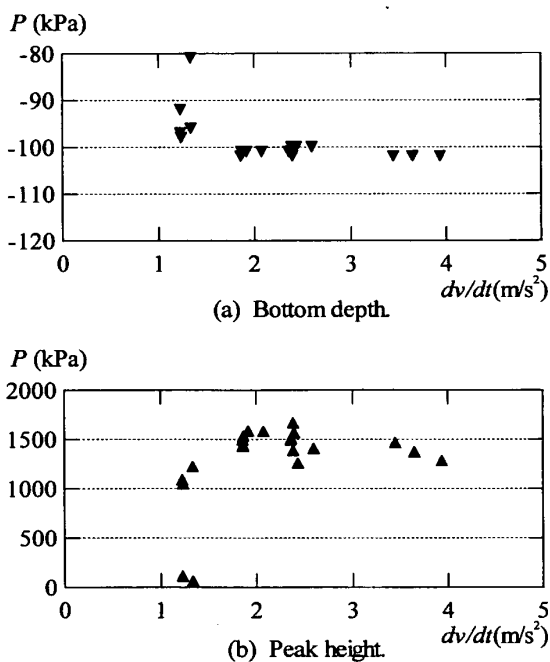 P (kPa)
-80
-90
-100
-110
-120
0 1 2 3 4 5
dv/dt(m/s²)
(a) Bottom depth.
P (kPa)
2000
1500
1000
500
0
0 1 2 3 4 5
dv/dt(m/s²)
(b) Peak height.